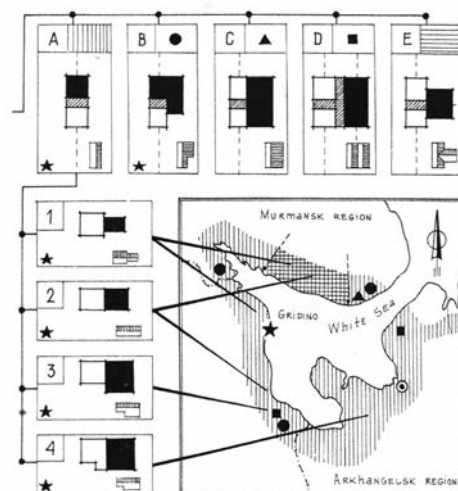 A
B
C
D
E
1
2
3
4
MURMANSK REGION
GRIDINO
WHITE SEA
ARKHANGELSK REGION